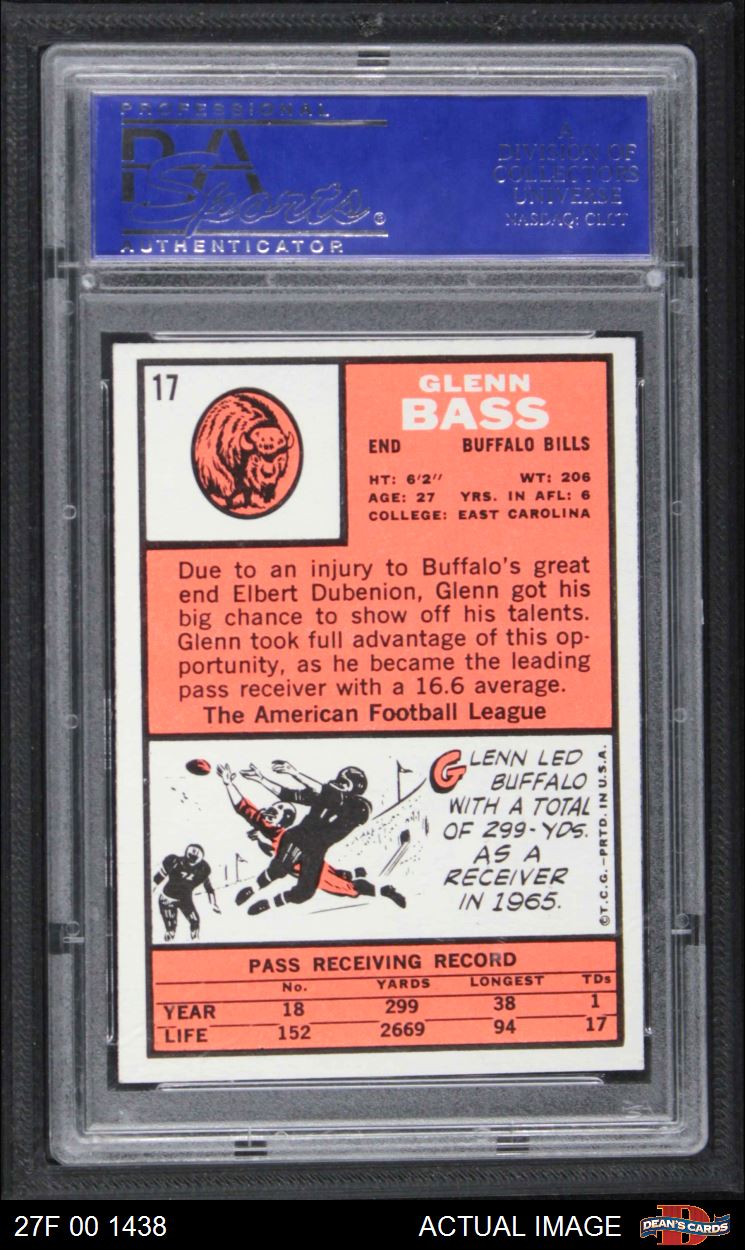 PROFESSIONAL
PSA
Sports ®
AUTHENTICATOR
A
DIVISION OF
COLLECTORS
UNIVERSE
NASDAQ: CLCT
17
GLENN
BASS
END BUFFALO BILLS
HT: 6'2" WT: 206
AGE: 27 YRS. IN AFL: 6
COLLEGE: EAST CAROLINA
Due to an injury to Buffalo's great
end Elbert Dubenion, Glenn got his
big chance to show off his talents.
Glenn took full advantage of this op-
portunity, as he became the leading
pass receiver with a 16.6 average.
The American Football League
GLENN LED
BUFFALO
WITH A TOTAL
OF 299-YDS.
AS A
RECEIVER
IN 1965.
©T.C.G.-PRTD. IN U.S.A.
PASS RECEIVING RECORD
No. YARDS LONGEST TDs
YEAR 18 299 38 1
LIFE 152 2669 94 17
27F 00 1438 ACTUAL IMAGE
D
DEAN'S CARDS